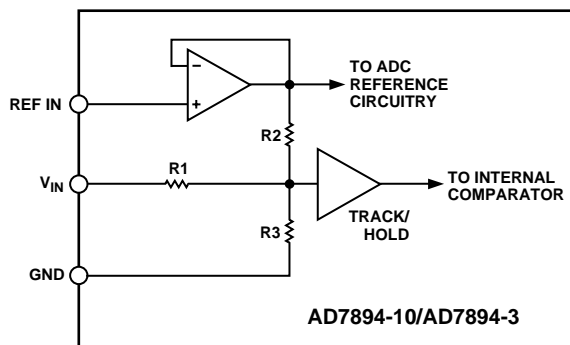 TO ADC
REFERENCE
CIRCUITRY
−
+
REF IN
R2
R1
VIN
TO INTERNAL
COMPARATOR
TRACK/
HOLD
R3
GND
AD7894-10/AD7894-3